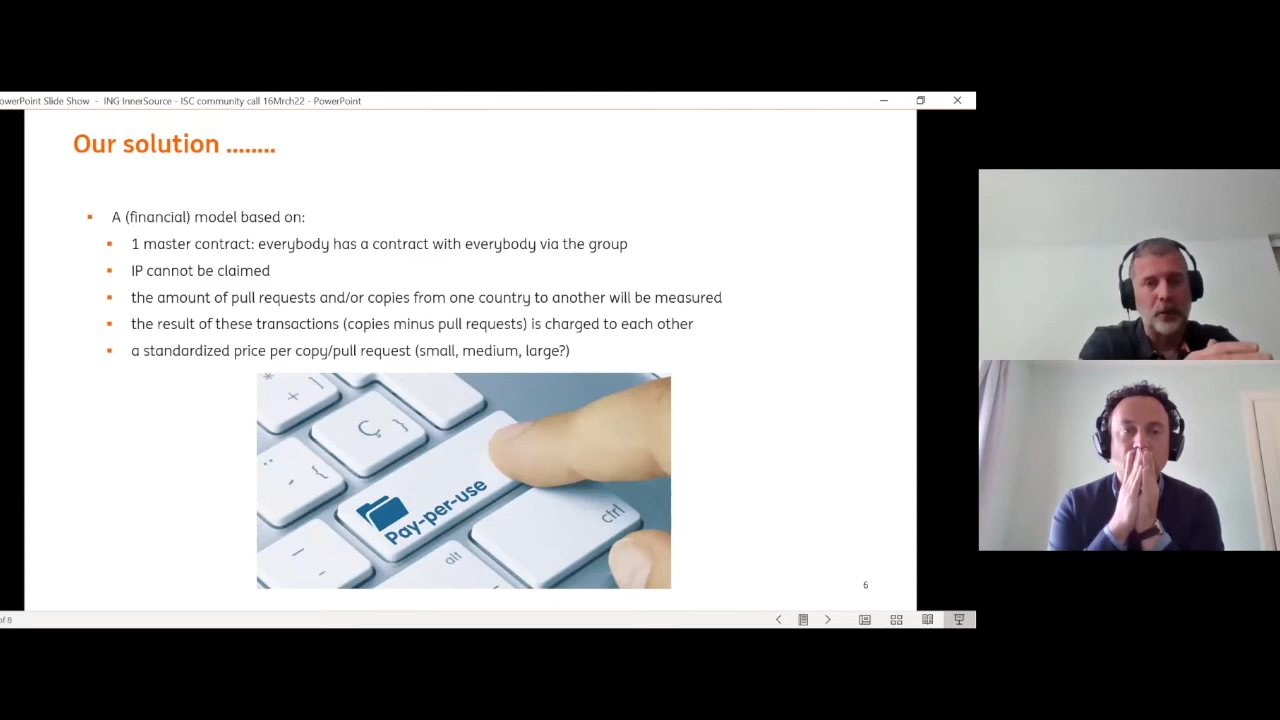 owerPoint Slide Show - ING InnerSource - ISC community call 16Mrch22 - PowerPoint
Our solution ........
A (financial) model based on:
1 master contract: everybody has a contract with everybody via the group
IP cannot be claimed
the amount of pull requests and/or copies from one country to another will be measured
the result of these transactions (copies minus pull requests) is charged to each other
a standardized price per copy/pull request (small, medium, large?)
Ç
Pay-per-use
ctrl
alt
6
of 8